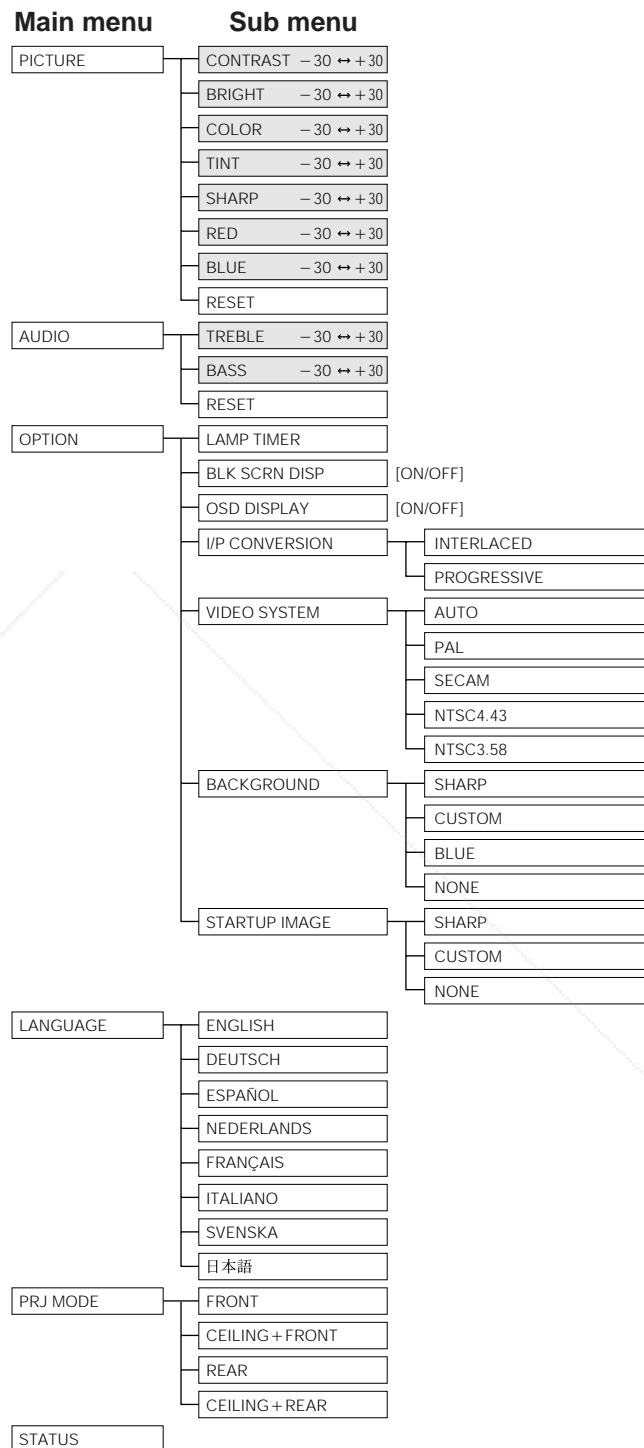 Main menu Sub menu
PICTURE CONTRAST −30 ↔ +30
BRIGHT −30 ↔ +30
COLOR −30 ↔ +30
TINT −30 ↔ +30
SHARP −30 ↔ +30
RED −30 ↔ +30
BLUE −30 ↔ +30
RESET
AUDIO TREBLE −30 ↔ +30
BASS −30 ↔ +30
RESET
OPTION LAMP TIMER
BLK SCRN DISP [ON/OFF]
OSD DISPLAY [ON/OFF]
I/P CONVERSION INTERLACED
PROGRESSIVE
VIDEO SYSTEM AUTO
PAL
SECAM
NTSC4.43
NTSC3.58
BACKGROUND SHARP
CUSTOM
BLUE
NONE
STARTUP IMAGE SHARP
CUSTOM
NONE
LANGUAGE ENGLISH
DEUTSCH
ESPAÑOL
NEDERLANDS
FRANÇAIS
ITALIANO
SVENSKA
日本語
PRJ MODE FRONT
CEILING+FRONT
REAR
CEILING+REAR
STATUS